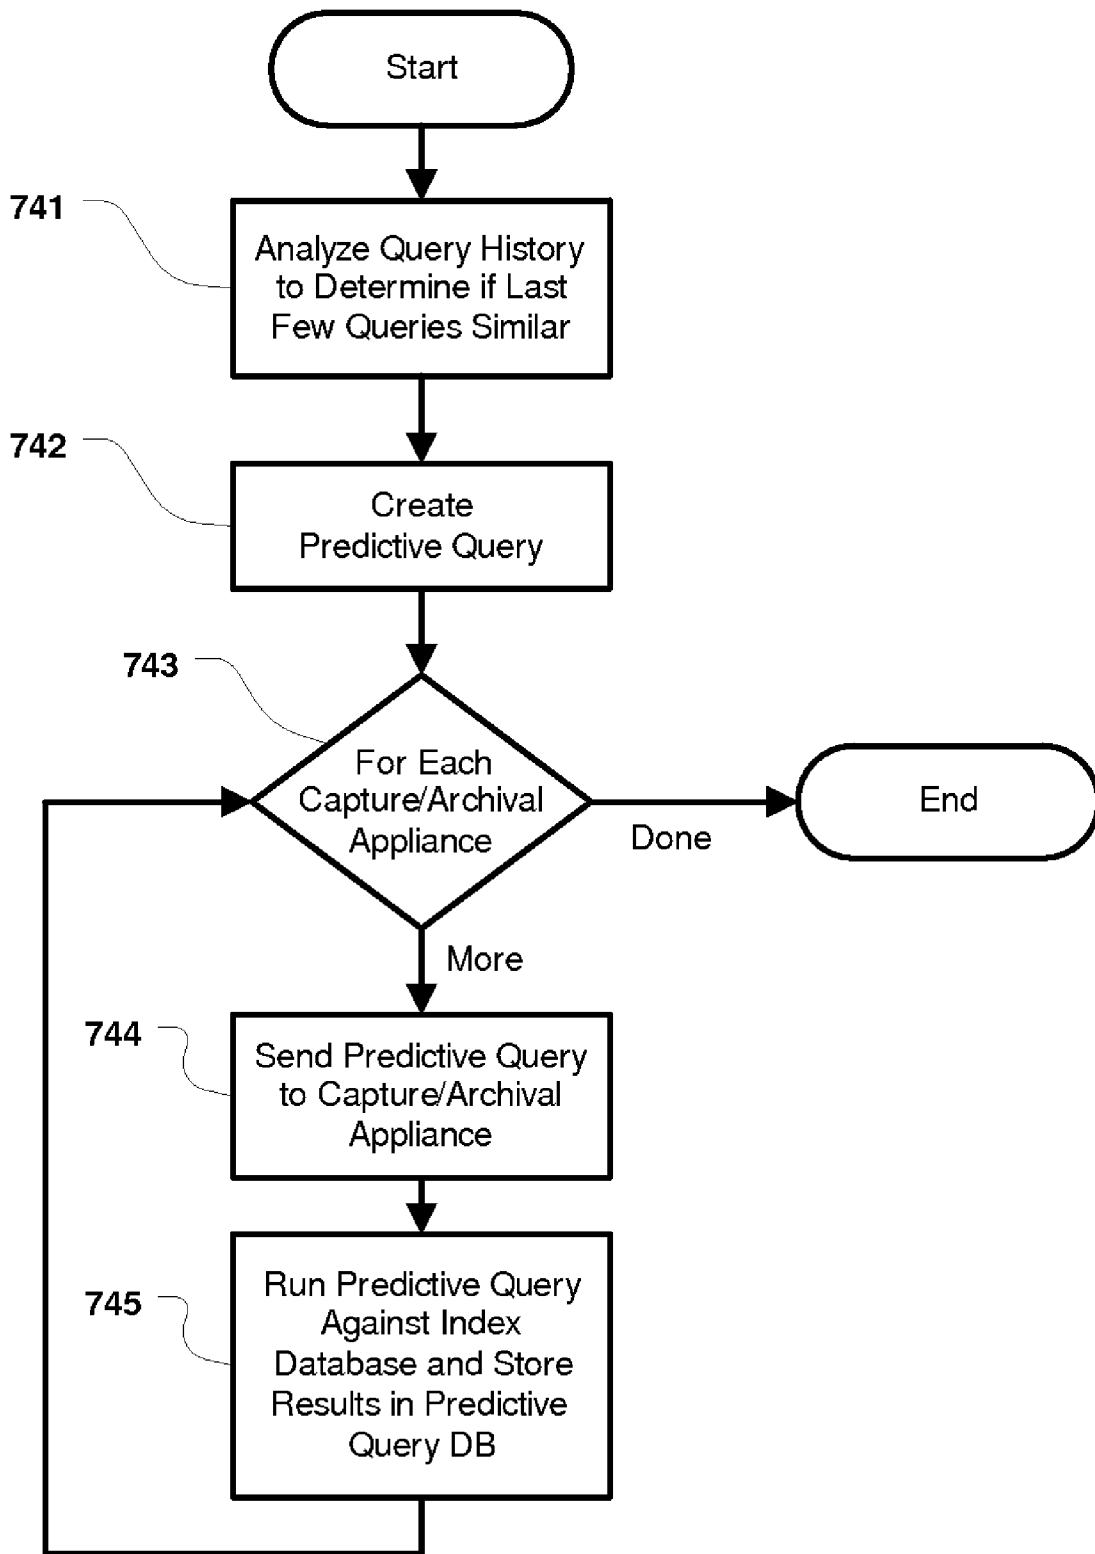 Start
741
Analyze Query History
to Determine if Last
Few Queries Similar
742
Create
Predictive Query
743
For Each
Capture/Archival
Appliance
Done
End
More
744
Send Predictive Query
to Capture/Archival
Appliance
745
Run Predictive Query
Against Index
Database and Store
Results in Predictive
Query DB